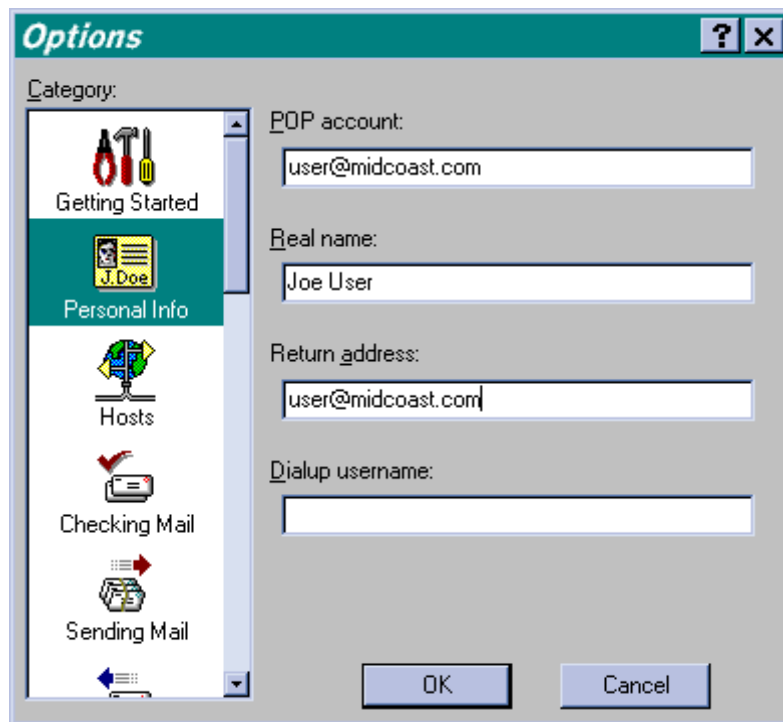 Options
Category:
Getting Started
J.Doe
Personal Info
Hosts
Checking Mail
Sending Mail
POP account:
user@midcoast.com
Real name:
Joe User
Return address:
user@midcoast.com
Dialup username:
OK
Cancel